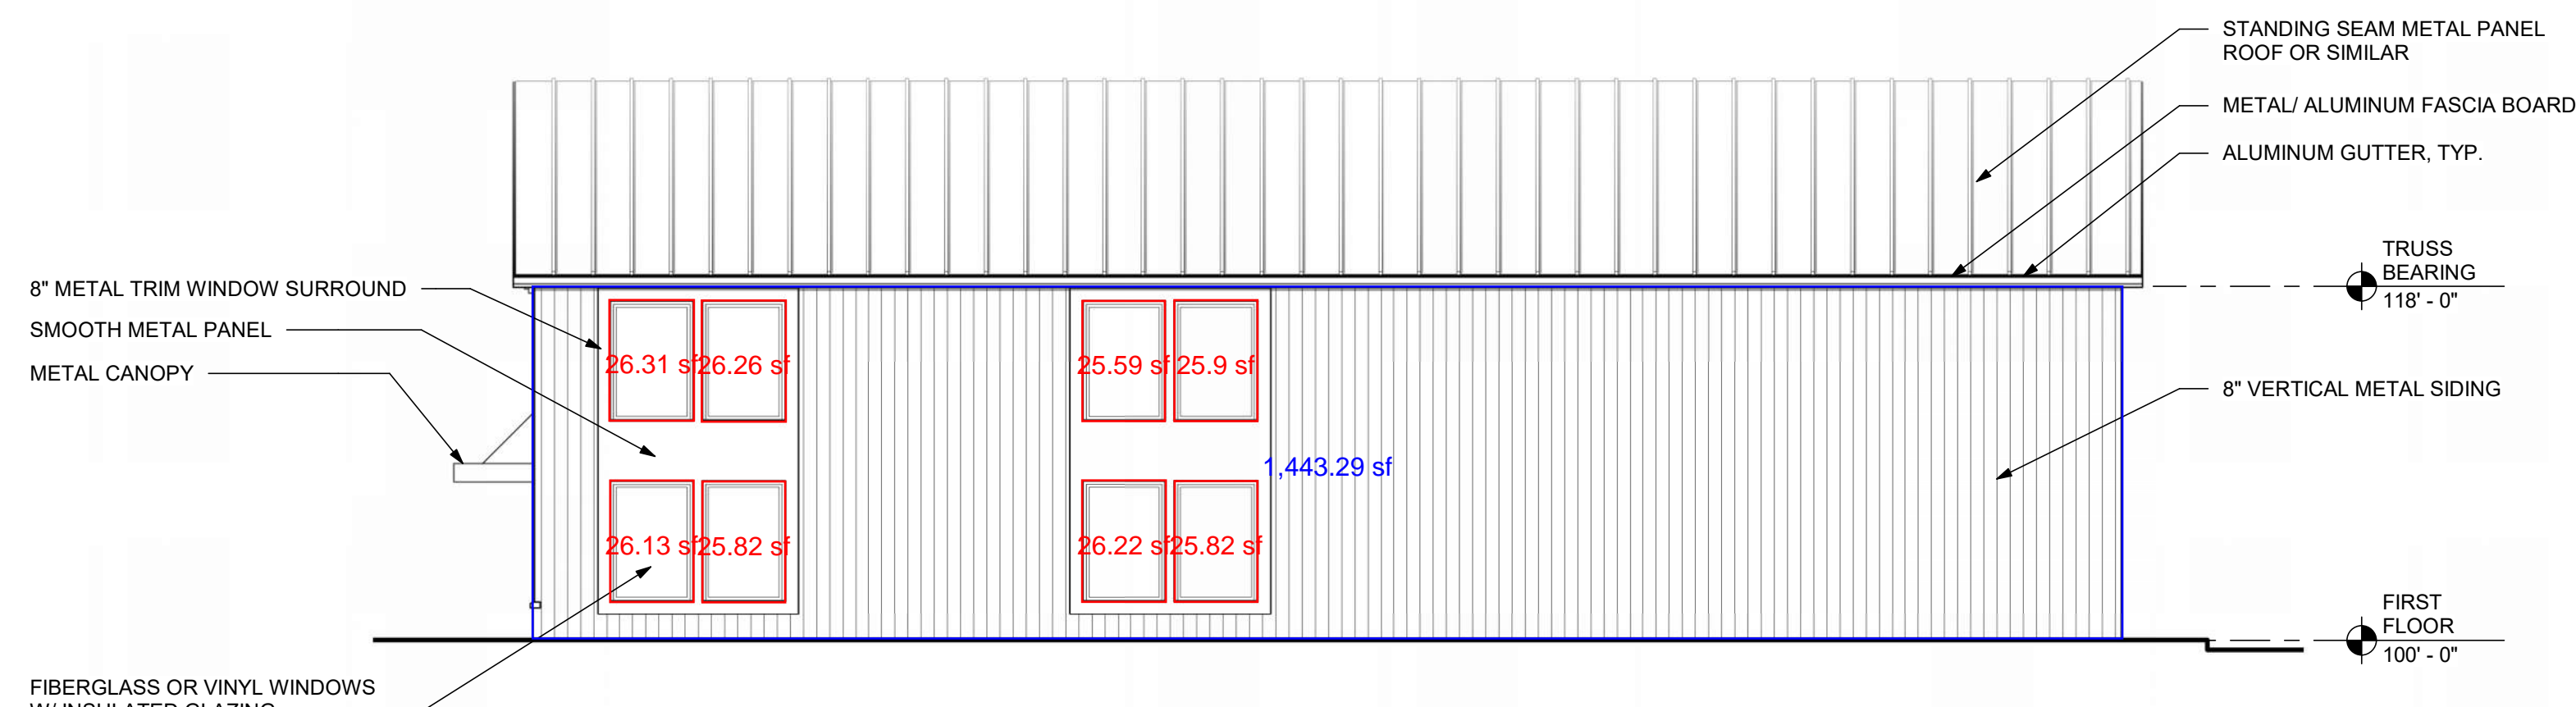 STANDING SEAM METAL PANEL
ROOF OR SIMILAR
METAL/ ALUMINUM FASCIA BOARD
ALUMINUM GUTTER, TYP.
TRUSS
BEARING
118' - 0"
8" METAL TRIM WINDOW SURROUND
SMOOTH METAL PANEL
METAL CANOPY
26.31 sf
26.26 sf
25.59 sf
25.9 sf
8" VERTICAL METAL SIDING
1,443.29 sf
26.13 sf
25.82 sf
26.22 sf
25.82 sf
FIRST
FLOOR
100' - 0"
FIBERGLASS OR VINYL WINDOWS
W/ INSULATED GLAZING